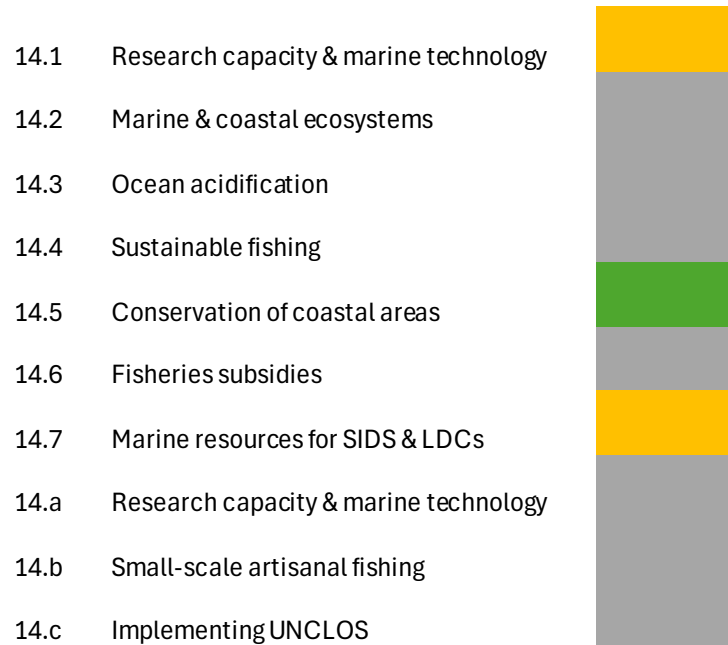 14.1 Research capacity & marine technology
14.2 Marine & coastal ecosystems
14.3 Ocean acidification
14.4 Sustainable fishing
14.5 Conservation of coastal areas
14.6 Fisheries subsidies
14.7 Marine resources for SIDS & LDCs
14.a Research capacity & marine technology
14.b Small-scale artisanal fishing
14.c Implementing UNCLOS